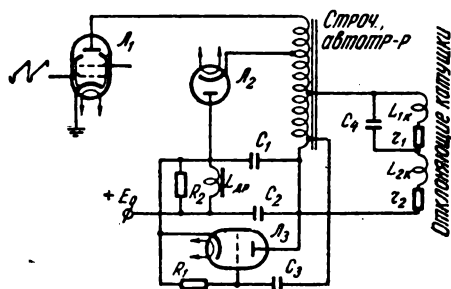 Л₁
Л₂
Строч.
автотр-р
C₁
C₄
L₁к
r₁
L₂к
r₂
Отклоняющие катушки
R₂
Lдр
C₂
+ E₀
Л₃
R₁
C₃